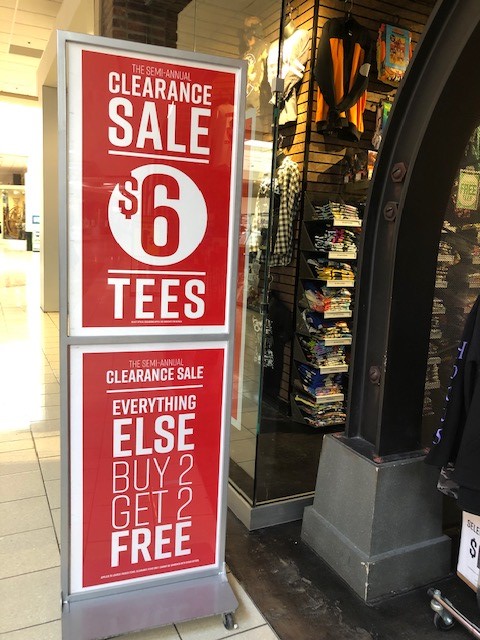 THE SEMI-ANNUAL
CLEARANCE
SALE
$6
TEES
THE SEMI-ANNUAL
CLEARANCE SALE
EVERYTHING
ELSE
BUY 2
GET 2
FREE
FREE
$